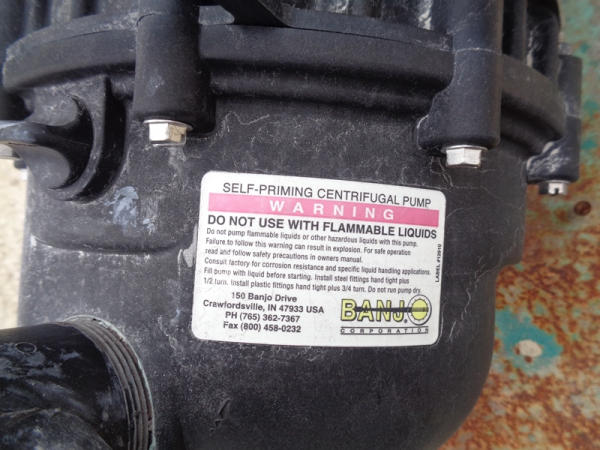 SELF-PRIMING CENTRIFUGAL PUMP
WARNING
DO NOT USE WITH FLAMMABLE LIQUIDS
Do not pump flammable liquids or other hazardous liquids with this pump.
Failure to follow this warning can result in explosion. For safe operation
read and follow safety precautions in owners manual.
Consult factory for corrosion resistance and specific liquid handling applications.
Fill pump with liquid before starting. Install steel fittings hand tight plus
1/2 turn. Install plastic fittings hand tight plus 3/4 turn. Do not run pump dry.
150 Banjo Drive
Crawfordsville, IN 47933 USA
PH (765) 362-7367
Fax (800) 458-0232
BANJO
CORPORATION
LABEL #12910